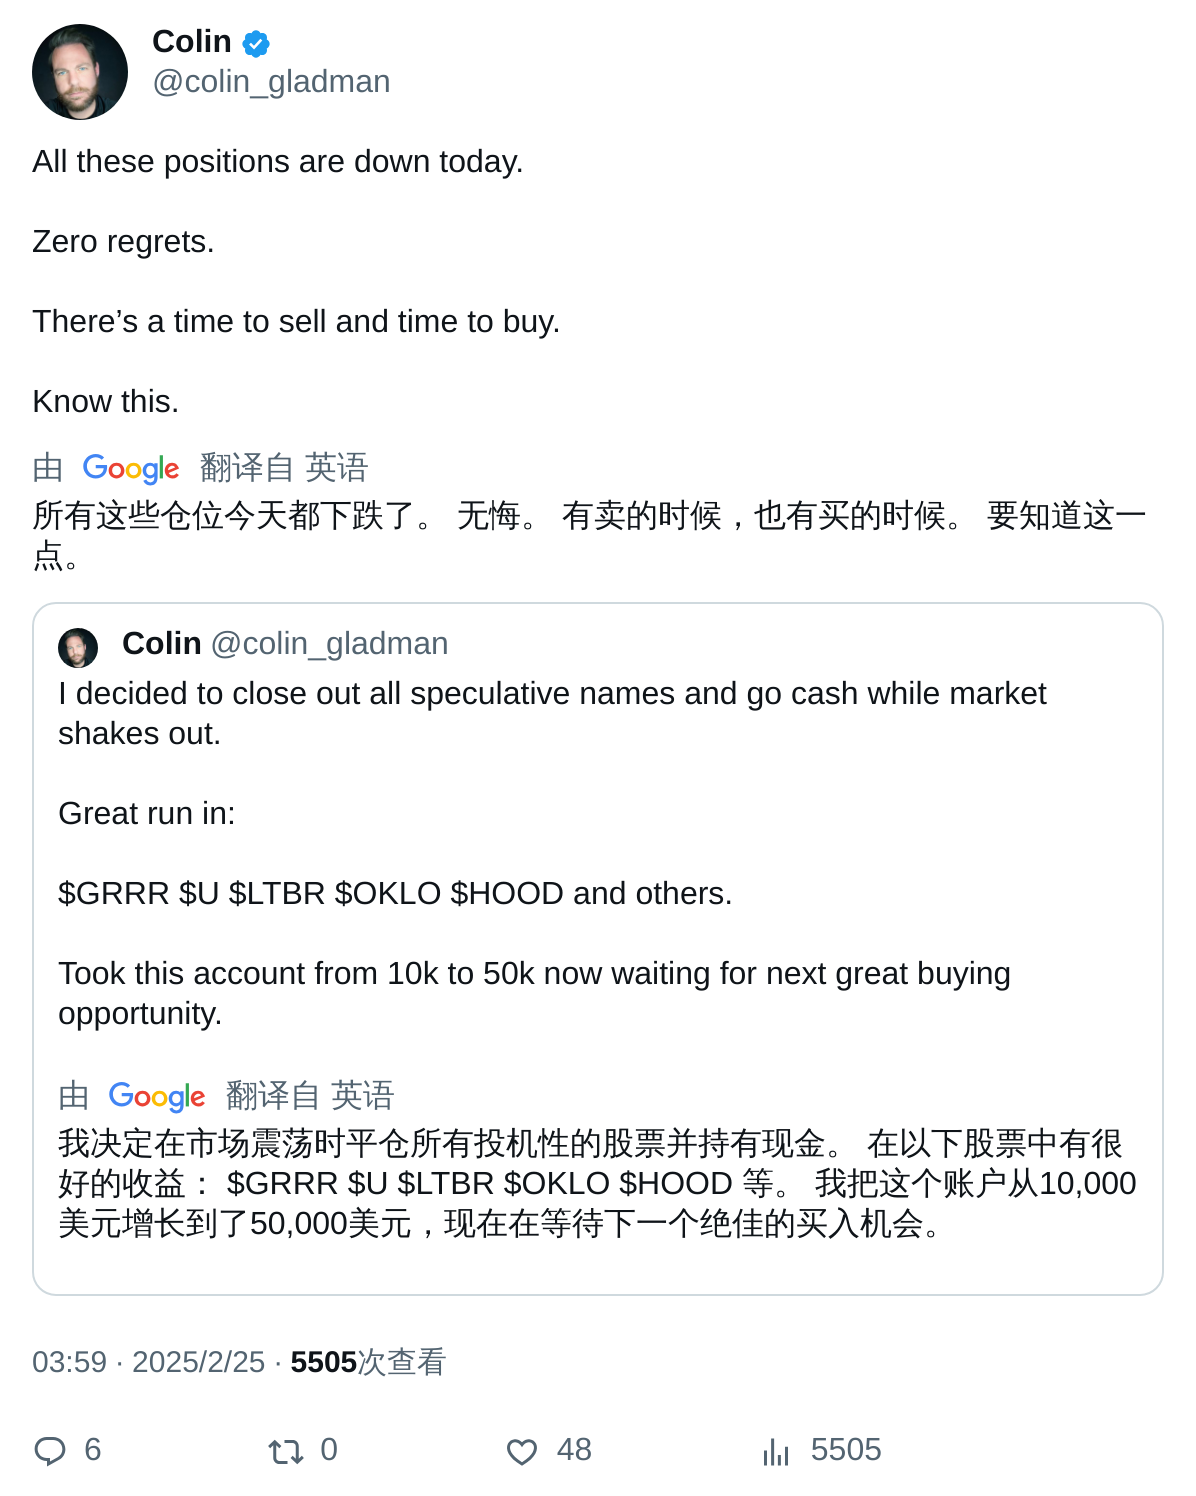 Colin
@colin_gladman
All these positions are down today.
Zero regrets.
There’s a time to sell and time to buy.
Know this.
由 Google 翻译自 英语
所有这些仓位今天都下跌了。 无悔。 有卖的时候，也有买的时候。 要知道这一
点。
Colin @colin_gladman
I decided to close out all speculative names and go cash while market
shakes out.
Great run in:
$GRRR $U $LTBR $OKLO $HOOD and others.
Took this account from 10k to 50k now waiting for next great buying
opportunity.
由 Google 翻译自 英语
我决定在市场震荡时平仓所有投机性的股票并持有现金。 在以下股票中有很
好的收益： $GRRR $U $LTBR $OKLO $HOOD 等。 我把这个账户从10,000
美元增长到了50,000美元，现在在等待下一个绝佳的买入机会。
03:59 · 2025/2/25 · 5505次查看
6 0 48 5505